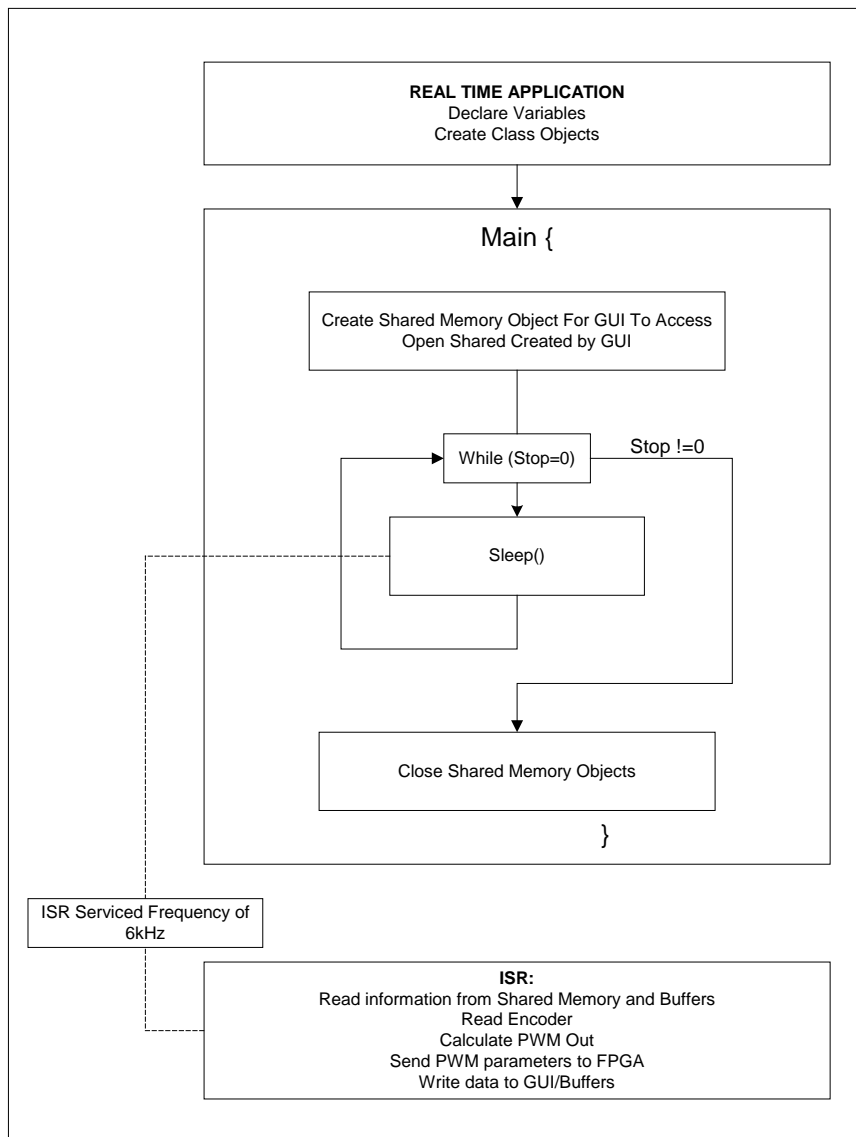 REAL TIME APPLICATION
Declare Variables
Create Class Objects
Main {
Create Shared Memory Object For GUI To Access
Open Shared Created by GUI
While (Stop=0)
Stop !=0
Sleep()
Close Shared Memory Objects
}
ISR Serviced Frequency of
6kHz
ISR:
Read information from Shared Memory and Buffers
Read Encoder
Calculate PWM Out
Send PWM parameters to FPGA
Write data to GUI/Buffers